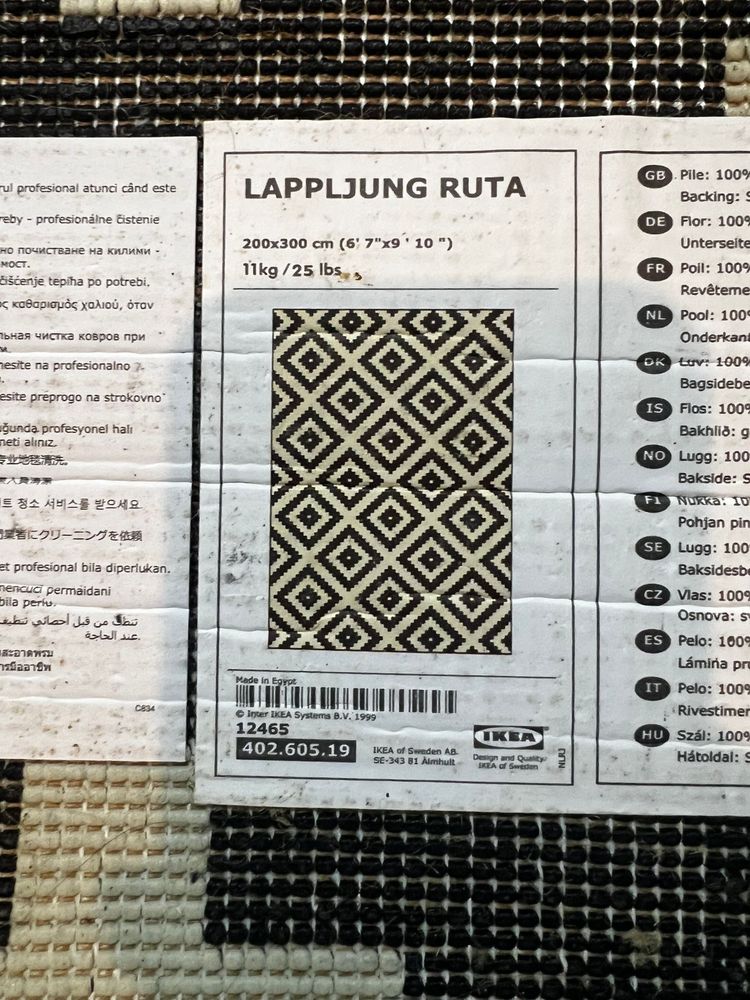 rul profesional atunci când este
reby - profesionálne čistenie
но почистване на килими -
мост.
čišćenje tepiha po potrebi.
ς καθαρισμός χαλιού, όταν
льная чистка ковров при
nesite na profesionalno
esite preprogo na strokovno
uğunda profesyonel halı
neti alınız.
专业地毯清洗。
트 청소 서비스를 받으세요
業者にクリーニングを依頼
et profesional bila diperlukan.
mencuci permaidani
bila perlu.
تنظف من قبل أخصائي تنظيف
عند الحاجة.
C834
LAPPLJUNG RUTA
200x300 cm (6' 7"x9 ' 10 ")
11kg /25 lbs
Made in Egypt
© Inter IKEA Systems B.V. 1999
12465
402.605.19
IKEA of Sweden AB
SE-343 81 Älmhult
IKEA
Design and Quality
IKEA of Sweden
NLRJ
GB Pile: 100%
Backing: S
DE Flor: 100%
Unterseite
FR Poil: 100%
Revêteme
NL Pool: 100%
Onderkant
DK Luv: 100%
Bagsidebe
IS Flos: 100%
Bakhlið: g
NO Lugg: 100
Bakside: S
FI Nukka: 10
Pohjan pin
SE Lugg: 100
Baksidesbe
CZ Vlas: 100%
Osnova: sy
ES Pelo: 100%
Lámina pr
IT Pelo: 100%
Rivestimen
HU Szál: 100%
Hátoldal: S